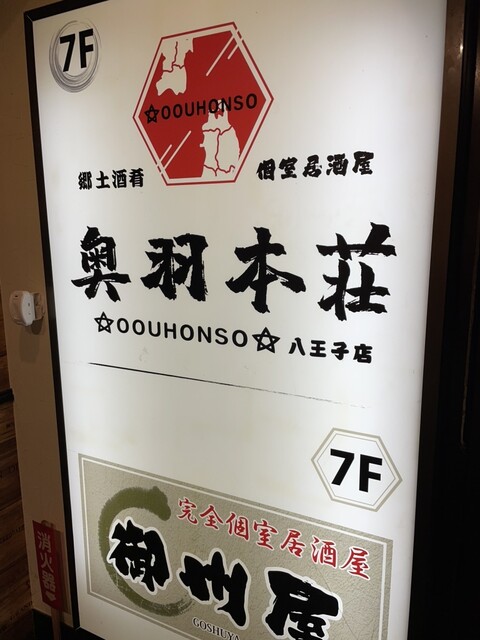 7F
☆OOUHONSO
郷土酒肴
個室居酒屋
奥羽本荘
☆OOUHONSO☆ 八王子店
7F
完全個室居酒屋
御州屋
GOSHUYA
消火器